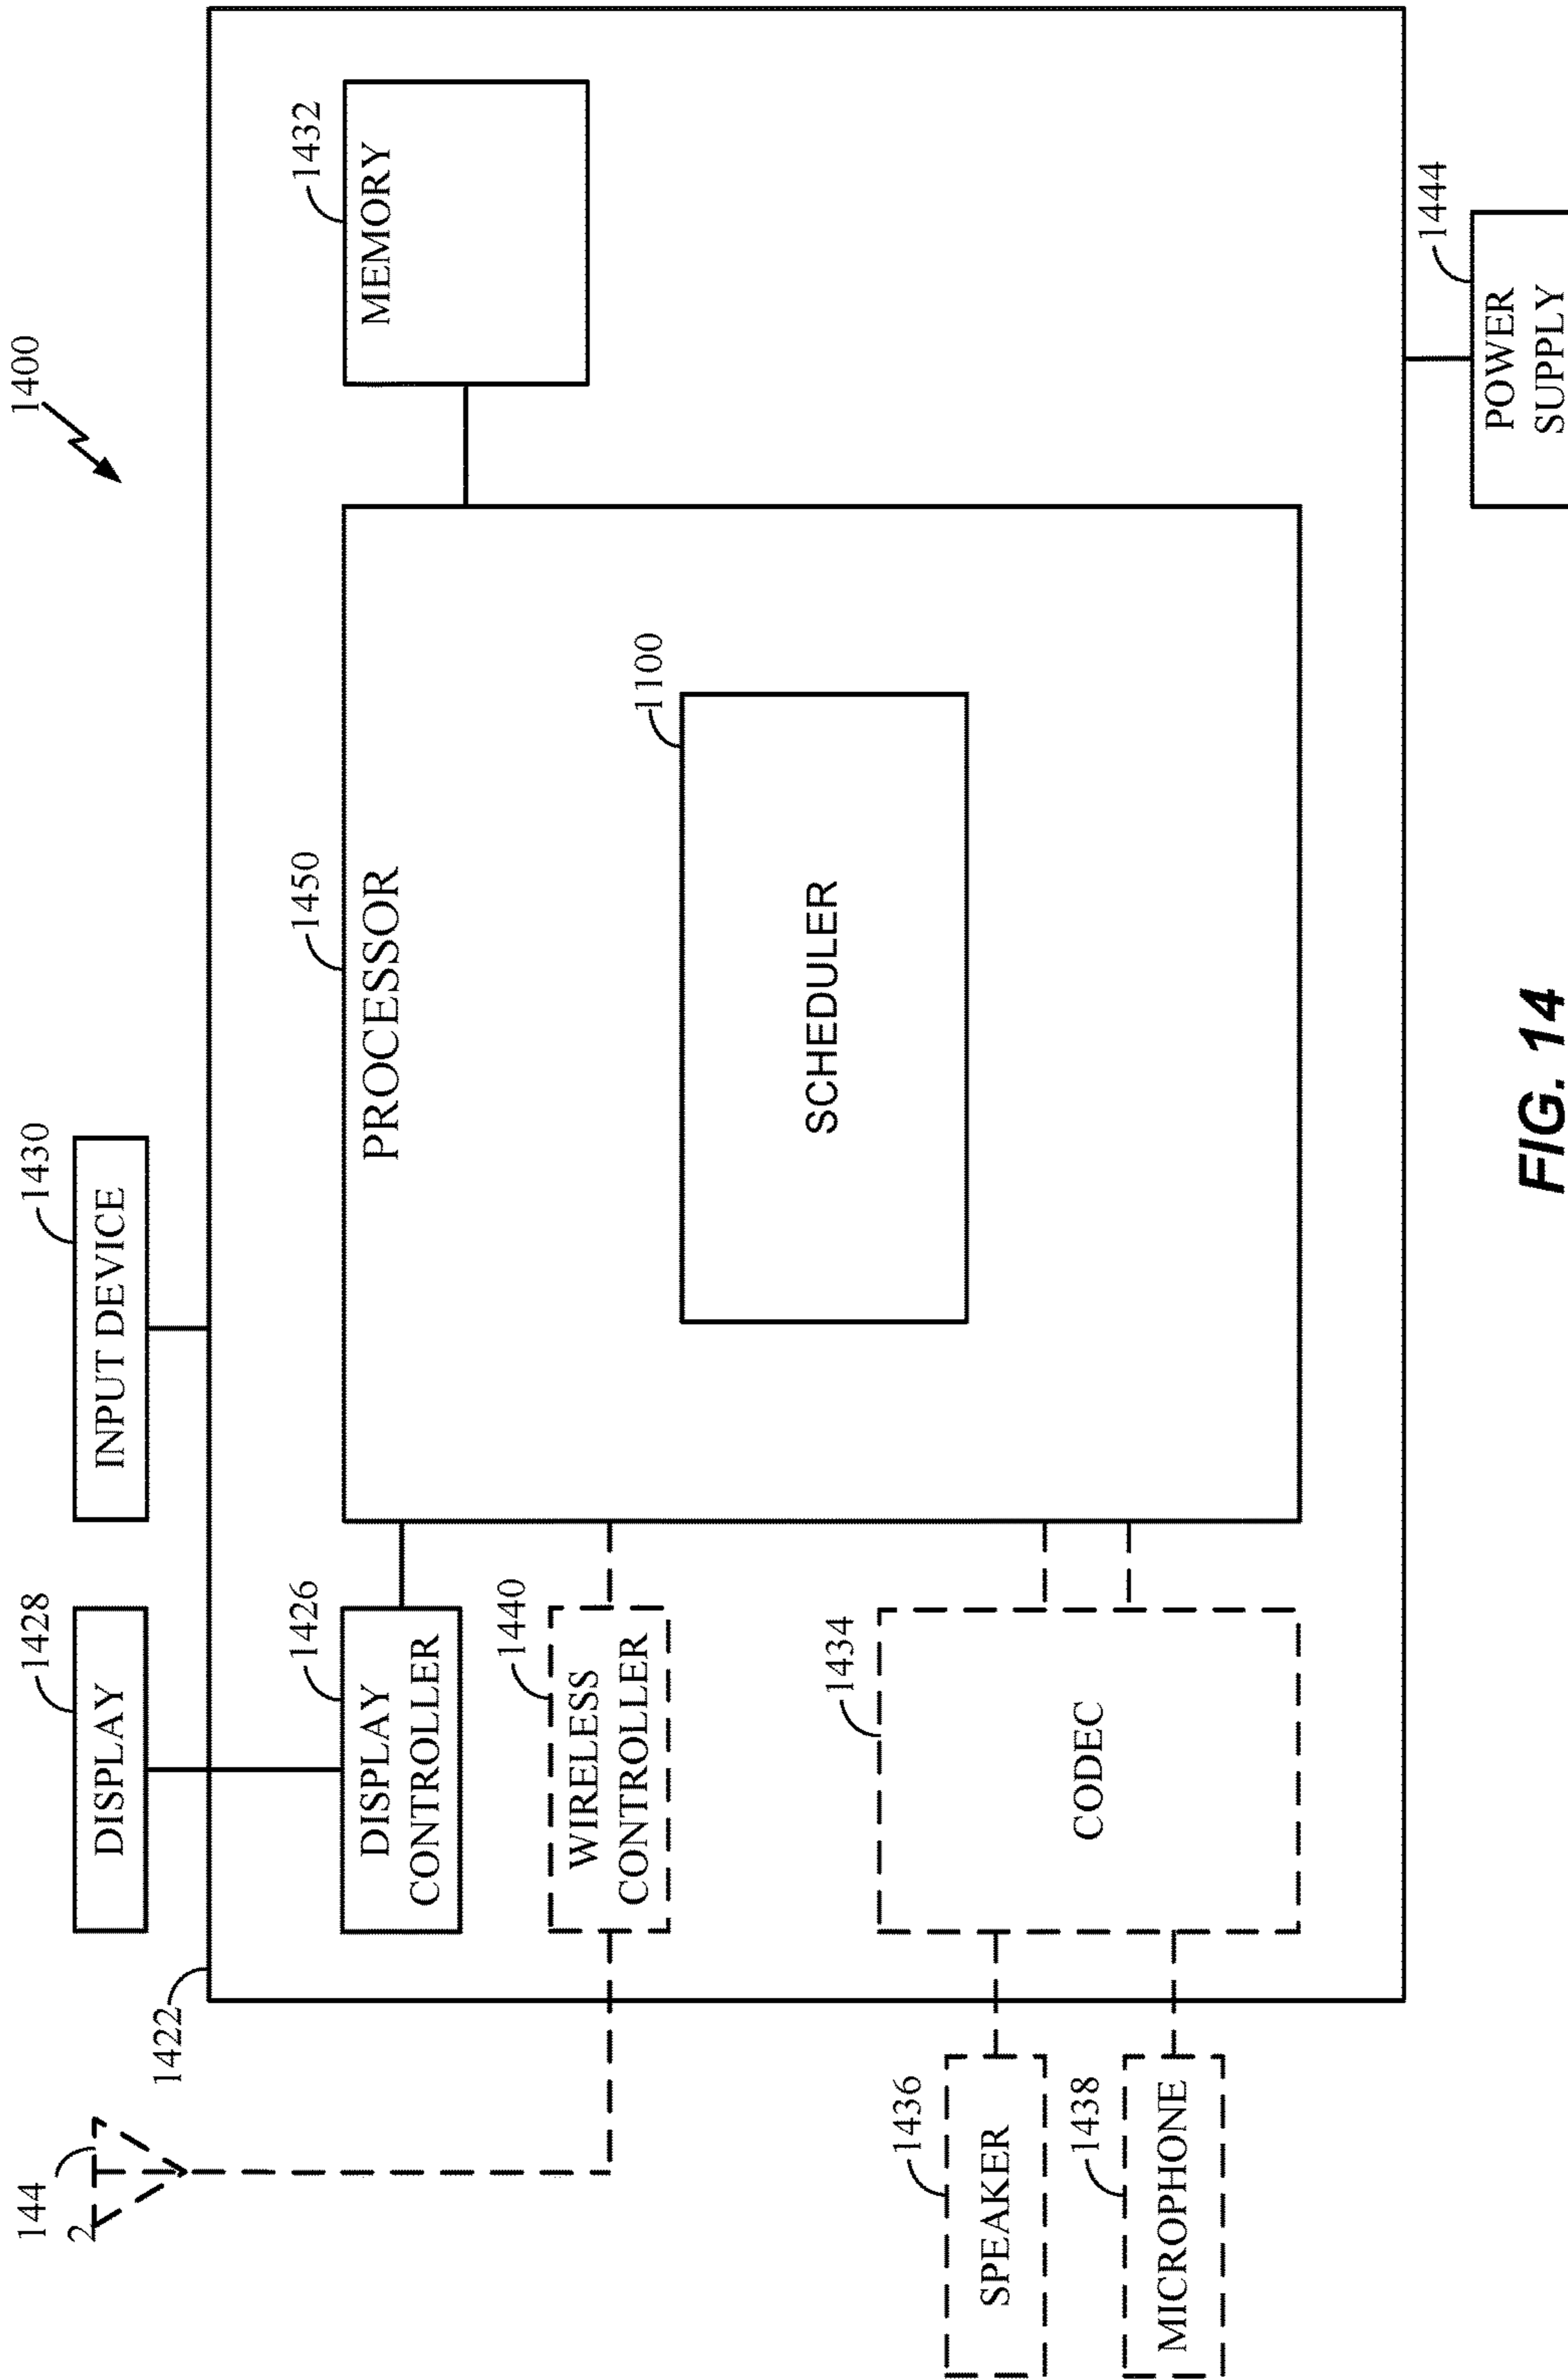 1400
144
2
1422
DISPLAY
1428
INPUT DEVICE
1430
DISPLAY
CONTROLLER
1426
PROCESSOR
1450
MEMORY
1432
WIRELESS
CONTROLLER
1440
SCHEDULER
1100
CODEC
1434
SPEAKER
1436
MICROPHONE
1438
POWER
SUPPLY
1444
FIG. 14